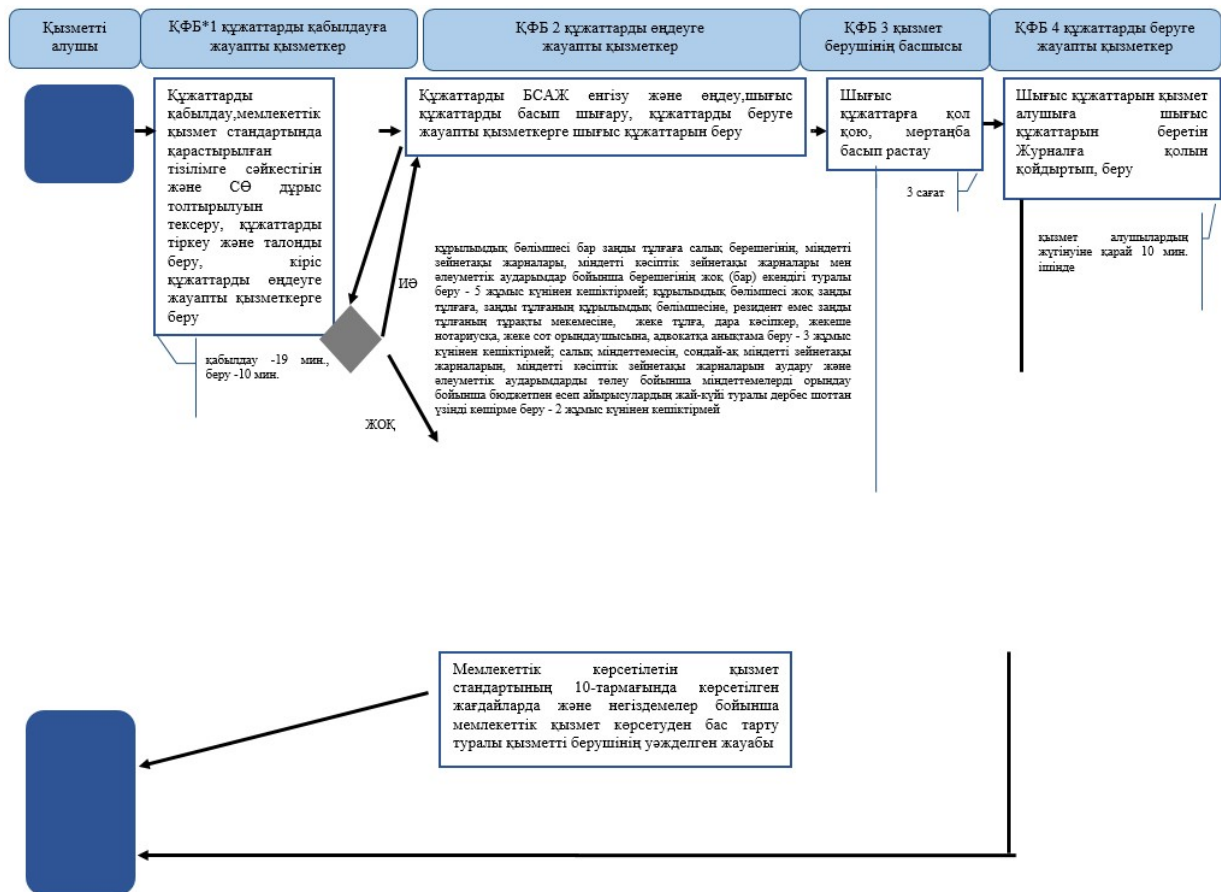 Қызметті
алушы
ҚФБ*1 құжаттарды қабылдауға
жауапты қызметкер
ҚФБ 2 құжаттарды өңдеуге
жауапты қызметкер
ҚФБ 3 қызмет
берушінің басшысы
ҚФБ 4 құжаттарды беруге
жауапты қызметкер
Құжаттарды
қабылдау,мемлекеттік
қызмет стандартында
қарастырылған
тізілімге сәйкестігін
және СӨ дұрыс
толтырылуын
тексеру, құжаттарды
тіркеу және талонды
беру, кіріс
құжаттарды өңдеуге
жауапты қызметкерге
беру
қабылдау -19 мин.,
беру -10 мин.
Құжаттарды БСАЖ енгізу және өңдеу,шығыс
құжаттарды басып шығару, құжаттарды беруге
жауапты қызметкерге шығыс құжаттарын беру
Шығыс
құжаттарға қол
қою, мөртаңба
басып растау
3 сағат
Шығыс құжаттарын қызмет
алушыға шығыс
құжаттарын беретін
Журналға қолын
қойдыртып, беру
қызмет алушылардың
жүгінуіне қарай 10 мин.
ішінде
ИӘ
құрылымдық бөлімшесі бар заңды тұлғаға салық берешегінің, міндетті
зейнетақы жарналары, міндетті кәсіптік зейнетақы жарналары мен
әлеуметтік аударымдар бойынша берешегінің жоқ (бар) екендігі туралы
беру - 5 жұмыс күнінен кешіктірмей; құрылымдық бөлімшесі жоқ заңды
тұлғаға, заңды тұлғаның құрылымдық бөлімшесіне, резидент емес заңды
тұлғаның тұрақты мекемесіне, жеке тұлға, дара кәсіпкер, жекеше
нотариусқа, жеке сот орындаушысына, адвокатқа анықтама беру - 3 жұмыс
күнінен кешіктірмей; салық міндеттемесін, сондай-ақ міндетті зейнетақы
жарналарын, міндетті кәсіптік зейнетақы жарналарын аудару және
әлеуметтік аударымдарды төлеу бойынша міндеттемелерді орындау
бойынша бюджетпен есеп айырысулардың жай-күйі туралы дербес шоттан
үзінді көшірме беру - 2 жұмыс күнінен кешіктірмей
ЖОҚ
Мемлекеттік көрсетілетін қызмет
стандартының 10-тармағында көрсетілген
жағдайларда және негіздемелер бойынша
мемлекеттік қызмет көрсетуден бас тарту
туралы қызметті берушінің уәжделген жауабы